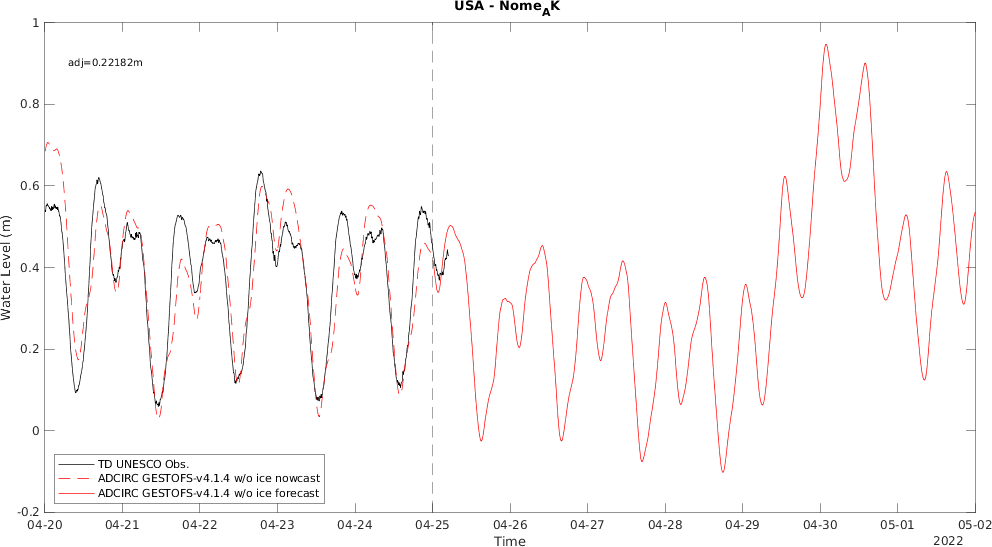 USA - Nome_AK
adj=0.22182m
1
0.8
0.6
0.4
0.2
0
-0.2
Water Level (m)
TD UNESCO Obs.
ADCIRC GESTOFS-v4.1.4 w/o ice nowcast
ADCIRC GESTOFS-v4.1.4 w/o ice forecast
04-20 04-21 04-22 04-23 04-24 04-25 04-26 04-27 04-28 04-29 04-30 05-01 05-02
Time
2022